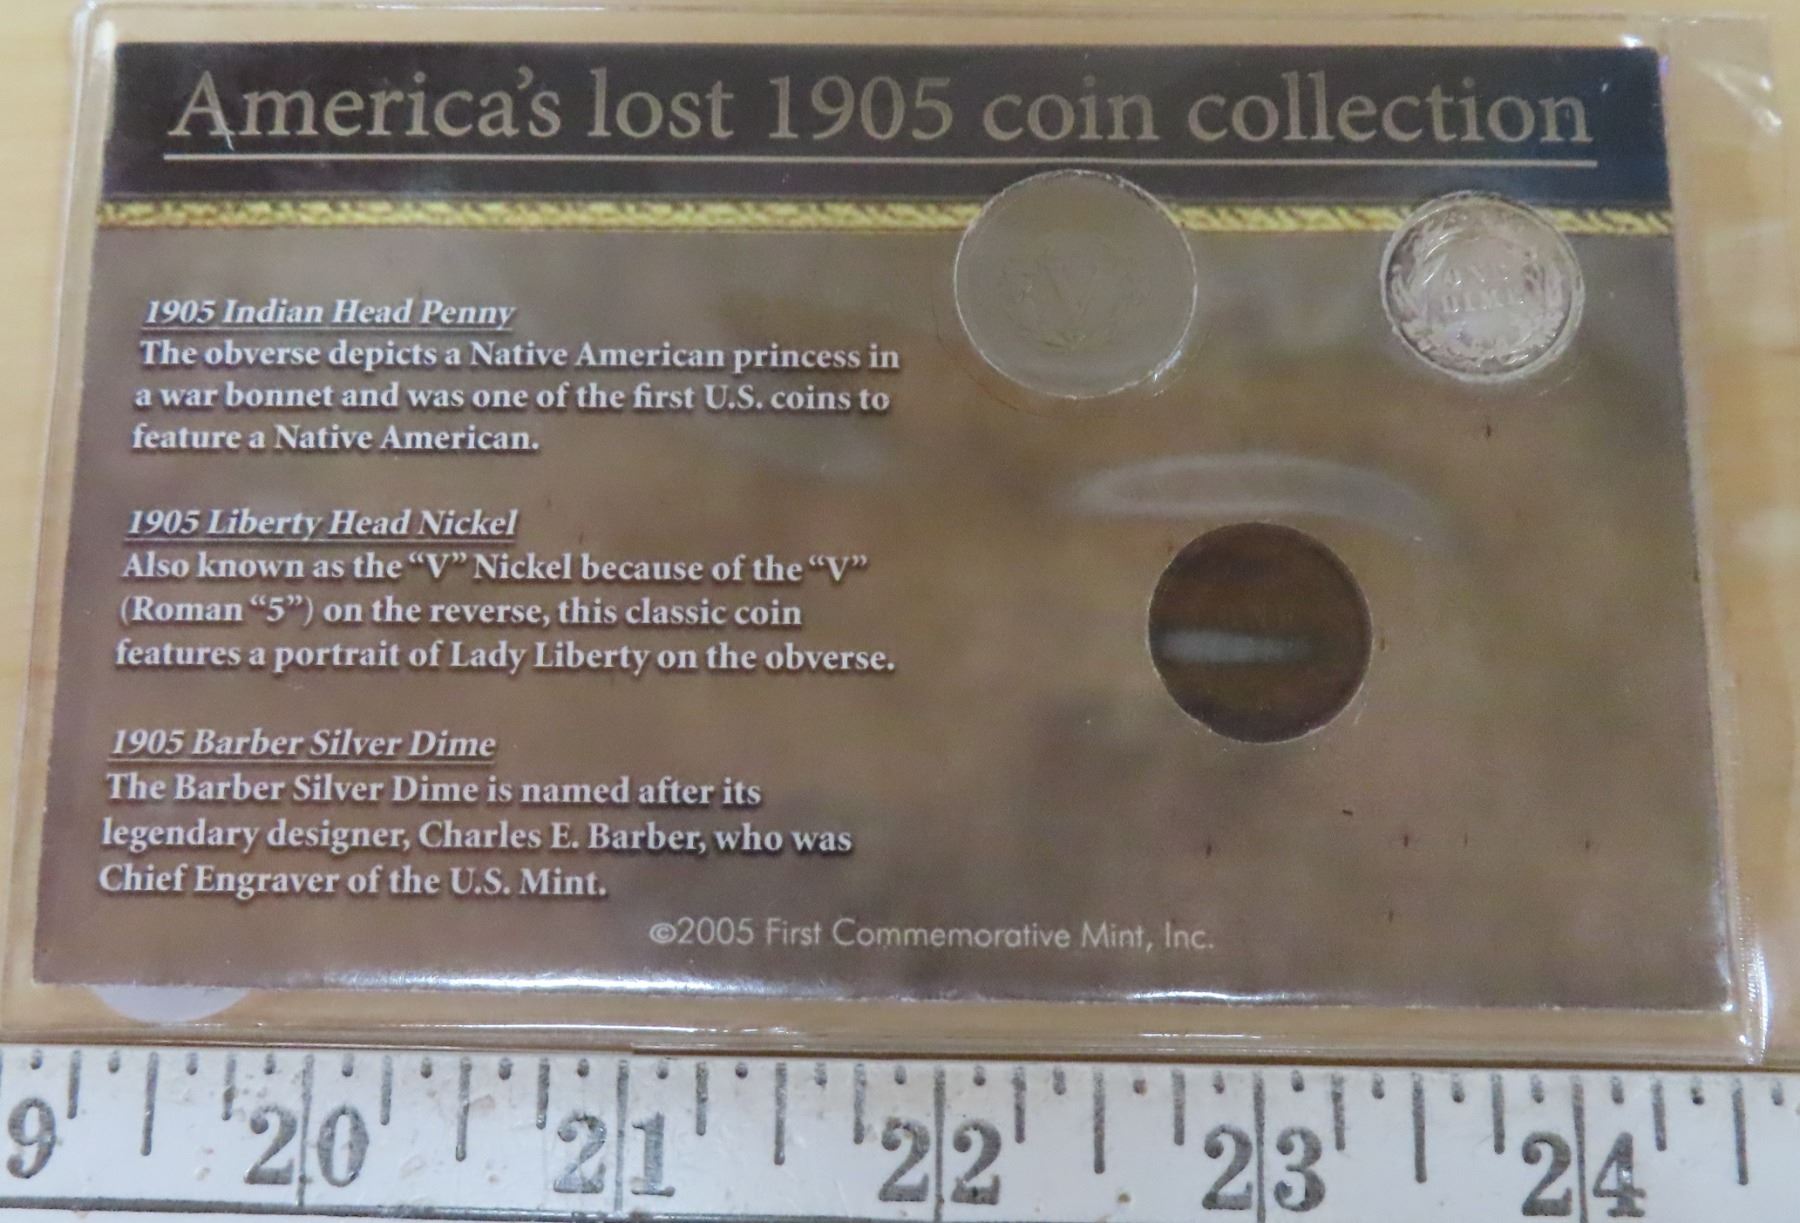 America's lost 1905 coin collection
1905 Indian Head Penny
The obverse depicts a Native American princess in
a war bonnet and was one of the first U.S. coins to
feature a Native American.
1905 Liberty Head Nickel
Also known as the “V” Nickel because of the “V”
(Roman “5”) on the reverse, this classic coin
features a portrait of Lady Liberty on the obverse.
1905 Barber Silver Dime
The Barber Silver Dime is named after its
legendary designer, Charles E. Barber, who was
Chief Engraver of the U.S. Mint.
©2005 First Commemorative Mint, Inc.
V
ONE
DIME
9 20 21 22 23 24